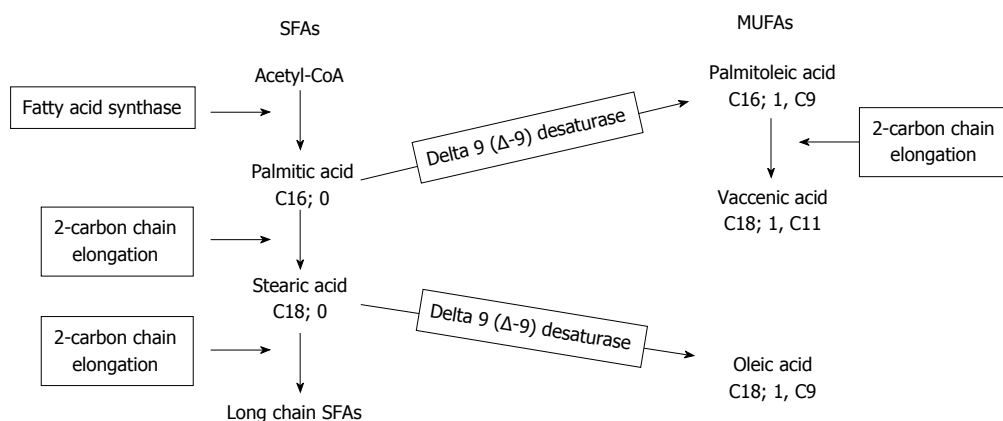 SFAs
MUFAs
Acetyl-CoA
Fatty acid synthase
Palmitic acid
C16; 0
2-carbon chain
elongation
Stearic acid
C18; 0
2-carbon chain
elongation
Long chain SFAs
Delta 9 (Δ-9) desaturase
Delta 9 (Δ-9) desaturase
Palmitoleic acid
C16; 1, C9
2-carbon chain
elongation
Vaccenic acid
C18; 1, C11
Oleic acid
C18; 1, C9